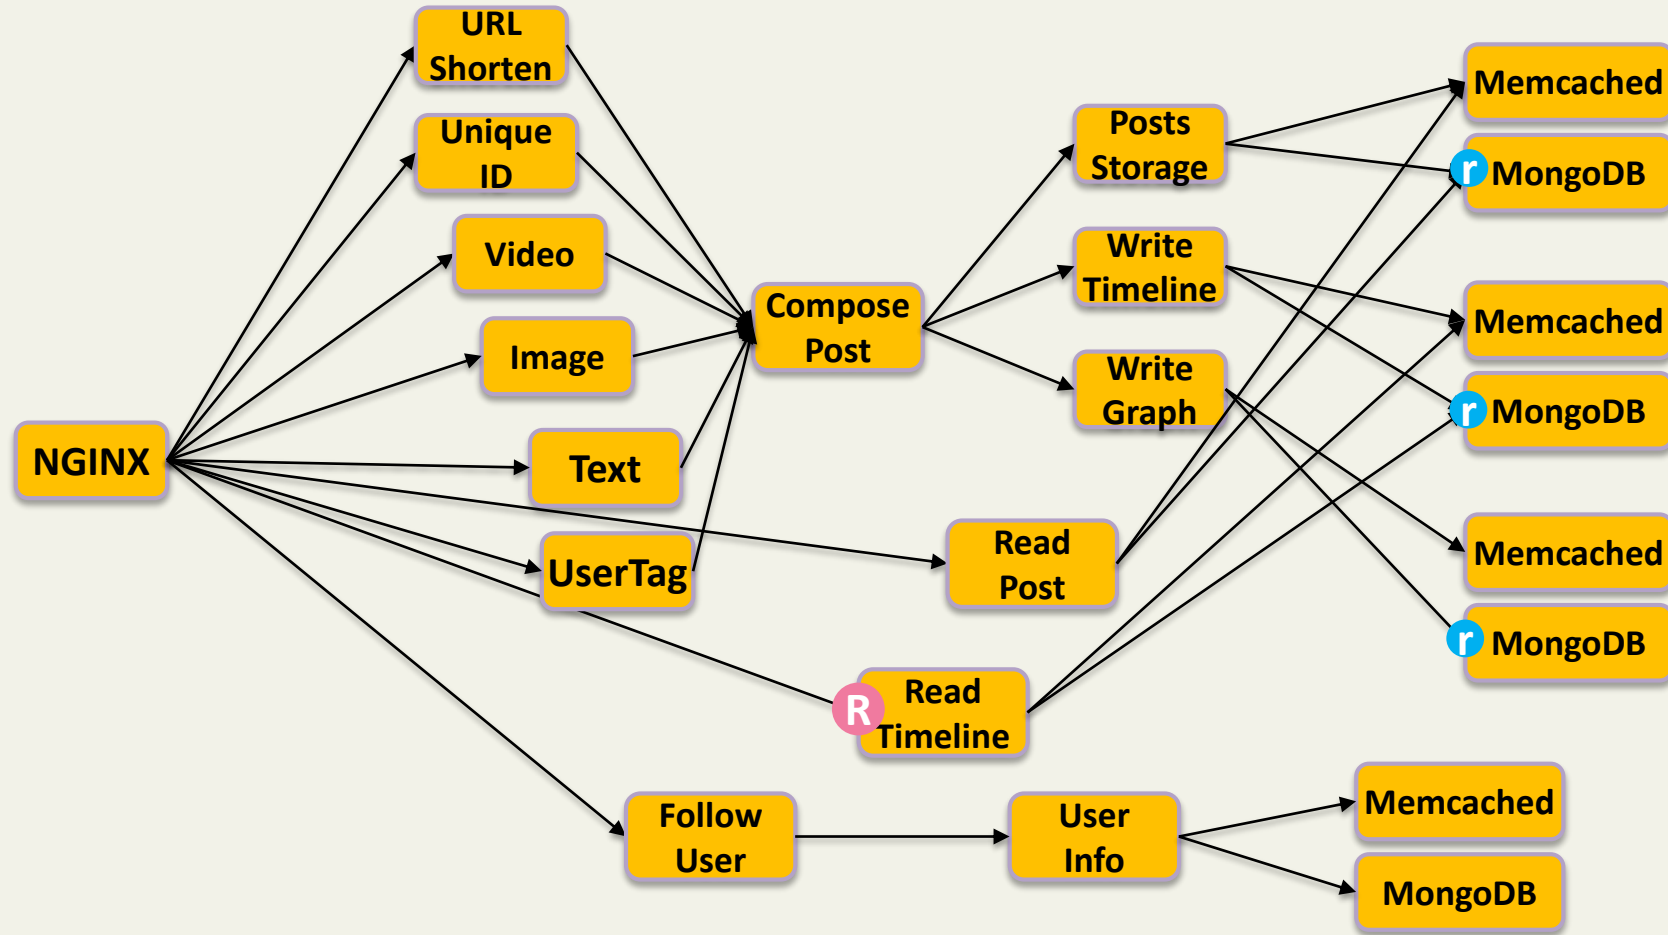 URL
Shorten
Unique
ID
Video
Image
NGINX
Text
UserTag
Compose
Post
Posts
Storage
Write
Timeline
Write
Graph
Read
Post
R
Read
Timeline
Follow
User
User
Info
Memcached
r
MongoDB
Memcached
r
MongoDB
Memcached
r
MongoDB
Memcached
MongoDB